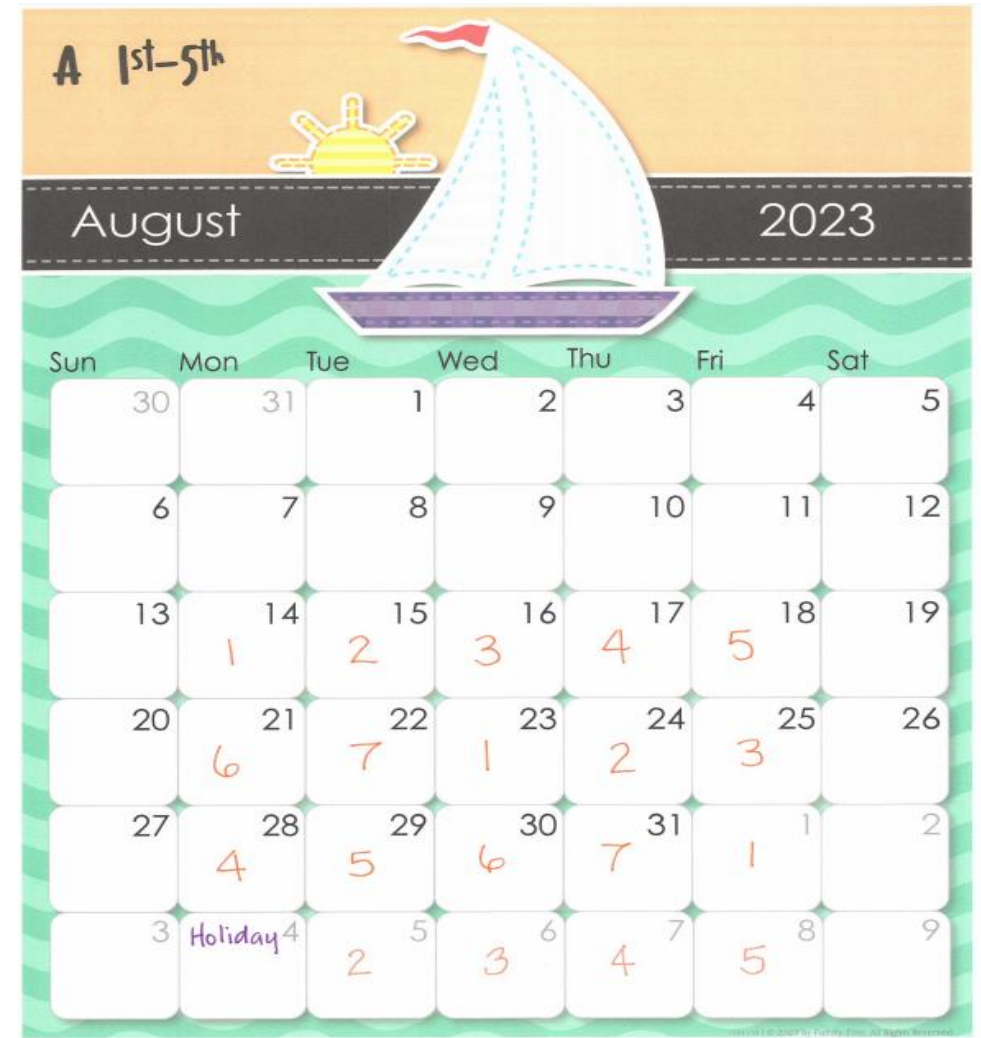 A 1st-5th
August 2023
Sun Mon Tue Wed Thu Fri Sat
30 31 1 2 3 4 5
6 7 8 9 10 11 12
13 14 15 16 17 18 19
1 2 3 4 5
20 21 22 23 24 25 26
6 7 1 2 3
27 28 29 30 31 1 2
4 5 6 7 1
3 Holiday 4 5 6 7 8 9
2 3 4 5